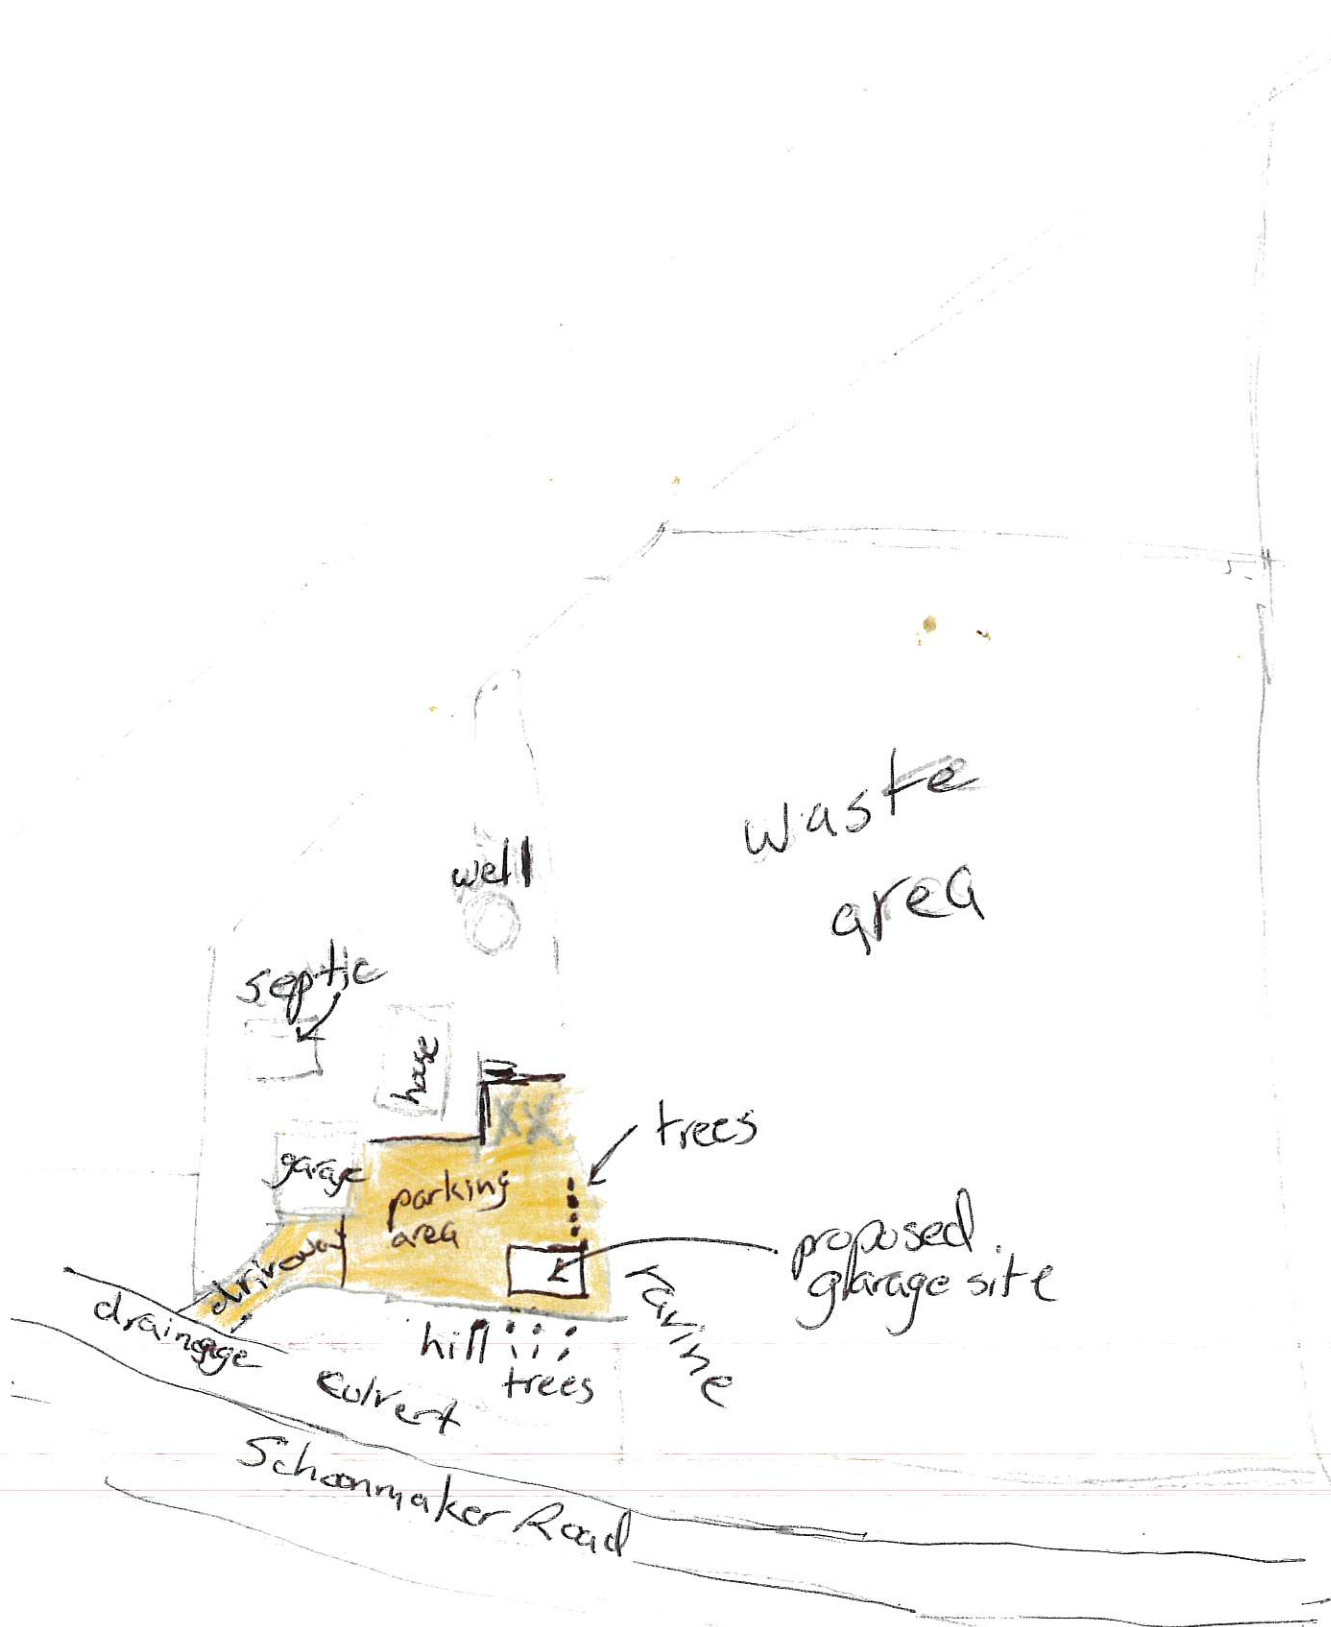 waste
area
well
septic
house
XX
trees
garage
parking
area
proposed
garage site
driveway
ravine
drainage
hill
trees
culvert
Schoonmaker Road